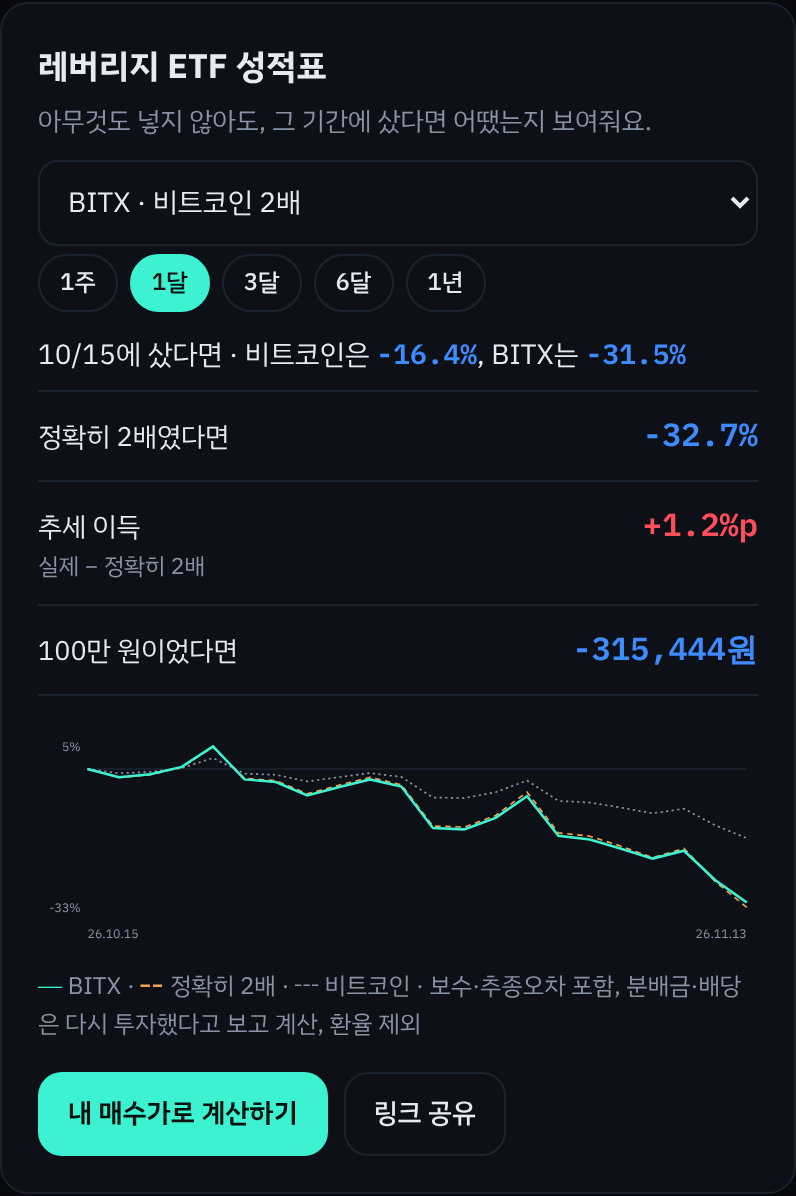 레버리지 ETF 성적표
아무것도 넣지 않아도, 그 기간에 샀다면 어땠는지 보여줘요.
BITX · 비트코인 2배
1주 1달 3달 6달 1년
10/15에 샀다면 · 비트코인은 -16.4%, BITX는 -31.5%
정확히 2배였다면 -32.7%
추세 이득 +1.2%p
실제 − 정확히 2배
100만 원이었다면 -315,444원
5%
-33%
26.10.15 26.11.13
— BITX · -- 정확히 2배 · --- 비트코인 · 보수·추종오차 포함, 분배금·배당
은 다시 투자했다고 보고 계산, 환율 제외
내 매수가로 계산하기 링크 공유